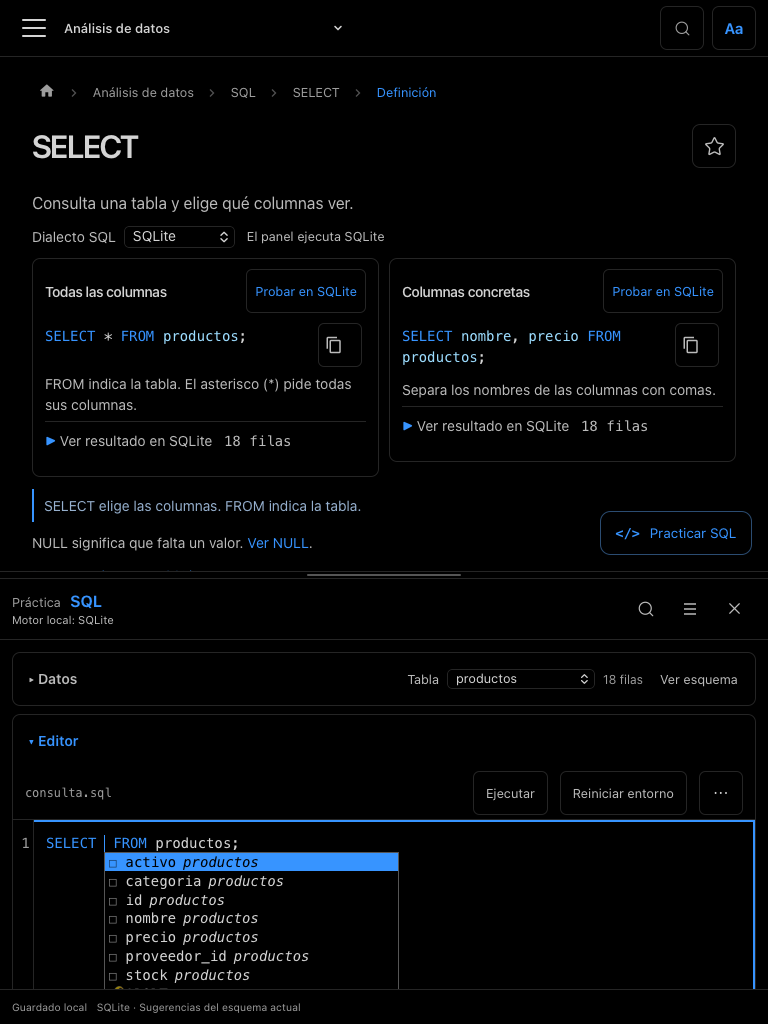 Análisis de datos
Aa
Análisis de datos > SQL > SELECT > Definición
SELECT
Consulta una tabla y elige qué columnas ver.
Dialecto SQL SQLite El panel ejecuta SQLite
Todas las columnas Probar en SQLite
SELECT * FROM productos;
FROM indica la tabla. El asterisco (*) pide todas
sus columnas.
▶ Ver resultado en SQLite 18 filas
Columnas concretas Probar en SQLite
SELECT nombre, precio FROM
productos;
Separa los nombres de las columnas con comas.
▶ Ver resultado en SQLite 18 filas
SELECT elige las columnas. FROM indica la tabla.
NULL significa que falta un valor. Ver NULL.
</> Practicar SQL
Práctica SQL
Motor local: SQLite
▸ Datos Tabla productos 18 filas Ver esquema
▾ Editor
consulta.sql Ejecutar Reiniciar entorno ···
1 SELECT FROM productos;
activo productos
categoria productos
id productos
nombre productos
precio productos
proveedor_id productos
stock productos
Guardado local SQLite · Sugerencias del esquema actual